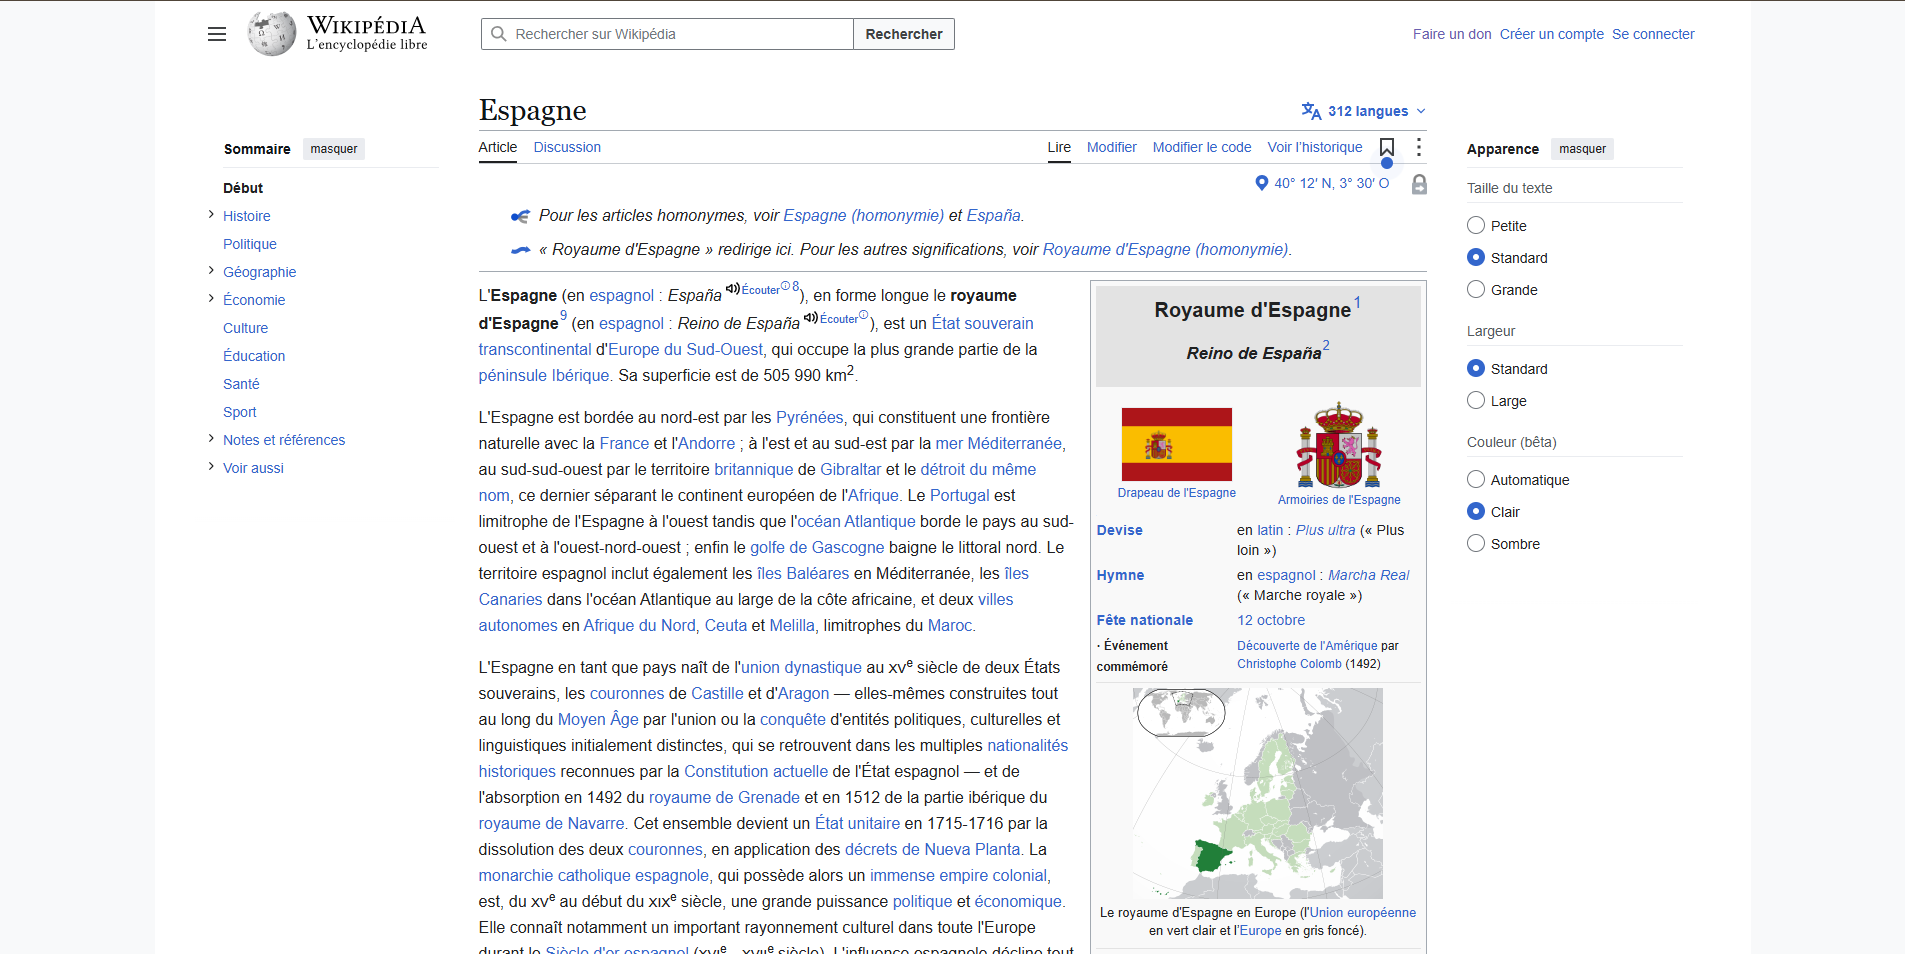 WIKIPÉDIA
L'encyclopédie libre
Rechercher sur Wikipédia
Rechercher
Faire un don Créer un compte Se connecter
Espagne
312 langues
Article Discussion
Lire Modifier Modifier le code Voir l'historique
40° 12′ N, 3° 30′ O
Sommaire masquer
Début
Histoire
Politique
Géographie
Économie
Culture
Éducation
Santé
Sport
Notes et références
Voir aussi
Pour les articles homonymes, voir Espagne (homonymie) et España.
« Royaume d'Espagne » redirige ici. Pour les autres significations, voir Royaume d'Espagne (homonymie).
L'Espagne (en espagnol : España Écouter 8), en forme longue le royaume
d'Espagne 9 (en espagnol : Reino de España Écouter), est un État souverain
transcontinental d'Europe du Sud-Ouest, qui occupe la plus grande partie de la
péninsule Ibérique. Sa superficie est de 505 990 km2.
L'Espagne est bordée au nord-est par les Pyrénées, qui constituent une frontière
naturelle avec la France et l'Andorre ; à l'est et au sud-est par la mer Méditerranée,
au sud-sud-ouest par le territoire britannique de Gibraltar et le détroit du même
nom, ce dernier séparant le continent européen de l'Afrique. Le Portugal est
limitrophe de l'Espagne à l'ouest tandis que l'océan Atlantique borde le pays au sud-
ouest et à l'ouest-nord-ouest ; enfin le golfe de Gascogne baigne le littoral nord. Le
territoire espagnol inclut également les îles Baléares en Méditerranée, les îles
Canaries dans l'océan Atlantique au large de la côte africaine, et deux villes
autonomes en Afrique du Nord, Ceuta et Melilla, limitrophes du Maroc.
L'Espagne en tant que pays naît de l'union dynastique au XVe siècle de deux États
souverains, les couronnes de Castille et d'Aragon — elles-mêmes construites tout
au long du Moyen Âge par l'union ou la conquête d'entités politiques, culturelles et
linguistiques initialement distinctes, qui se retrouvent dans les multiples nationalités
historiques reconnues par la Constitution actuelle de l'État espagnol — et de
l'absorption en 1492 du royaume de Grenade et en 1512 de la partie ibérique du
royaume de Navarre. Cet ensemble devient un État unitaire en 1715-1716 par la
dissolution des deux couronnes, en application des décrets de Nueva Planta. La
monarchie catholique espagnole, qui possède alors un immense empire colonial,
est, du XVe au début du XIXe siècle, une grande puissance politique et économique.
Elle connaît notamment un important rayonnement culturel dans toute l'Europe
durant le Siècle d'or espagnol (XVIe - XVIIe siècle). L'influence espagnole décline tout
Royaume d'Espagne 1
Reino de España 2
Drapeau de l'Espagne
Armoiries de l'Espagne
Devise en latin : Plus ultra (« Plus
loin »)
Hymne en espagnol : Marcha Real
(« Marche royale »)
Fête nationale 12 octobre
· Événement
commémoré
Découverte de l'Amérique par
Christophe Colomb (1492)
Le royaume d'Espagne en Europe (l'Union européenne
en vert clair et l'Europe en gris foncé).
Apparence masquer
Taille du texte
Petite
Standard
Grande
Largeur
Standard
Large
Couleur (bêta)
Automatique
Clair
Sombre